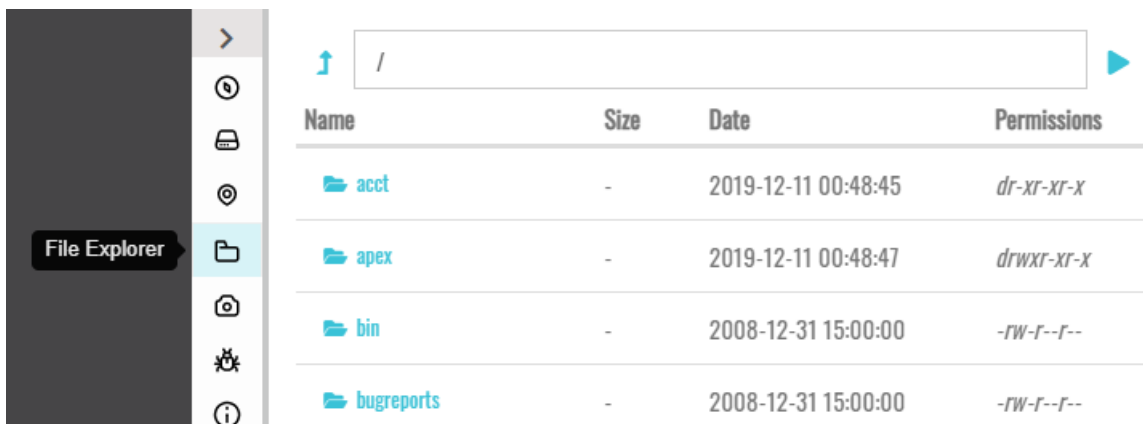 /
Name Size Date Permissions
acct - 2019-12-11 00:48:45 dr-xr-xr-x
File Explorer
apex - 2019-12-11 00:48:47 drwxr-xr-x
bin - 2008-12-31 15:00:00 -rw-r--r--
bugreports - 2008-12-31 15:00:00 -rw-r--r--